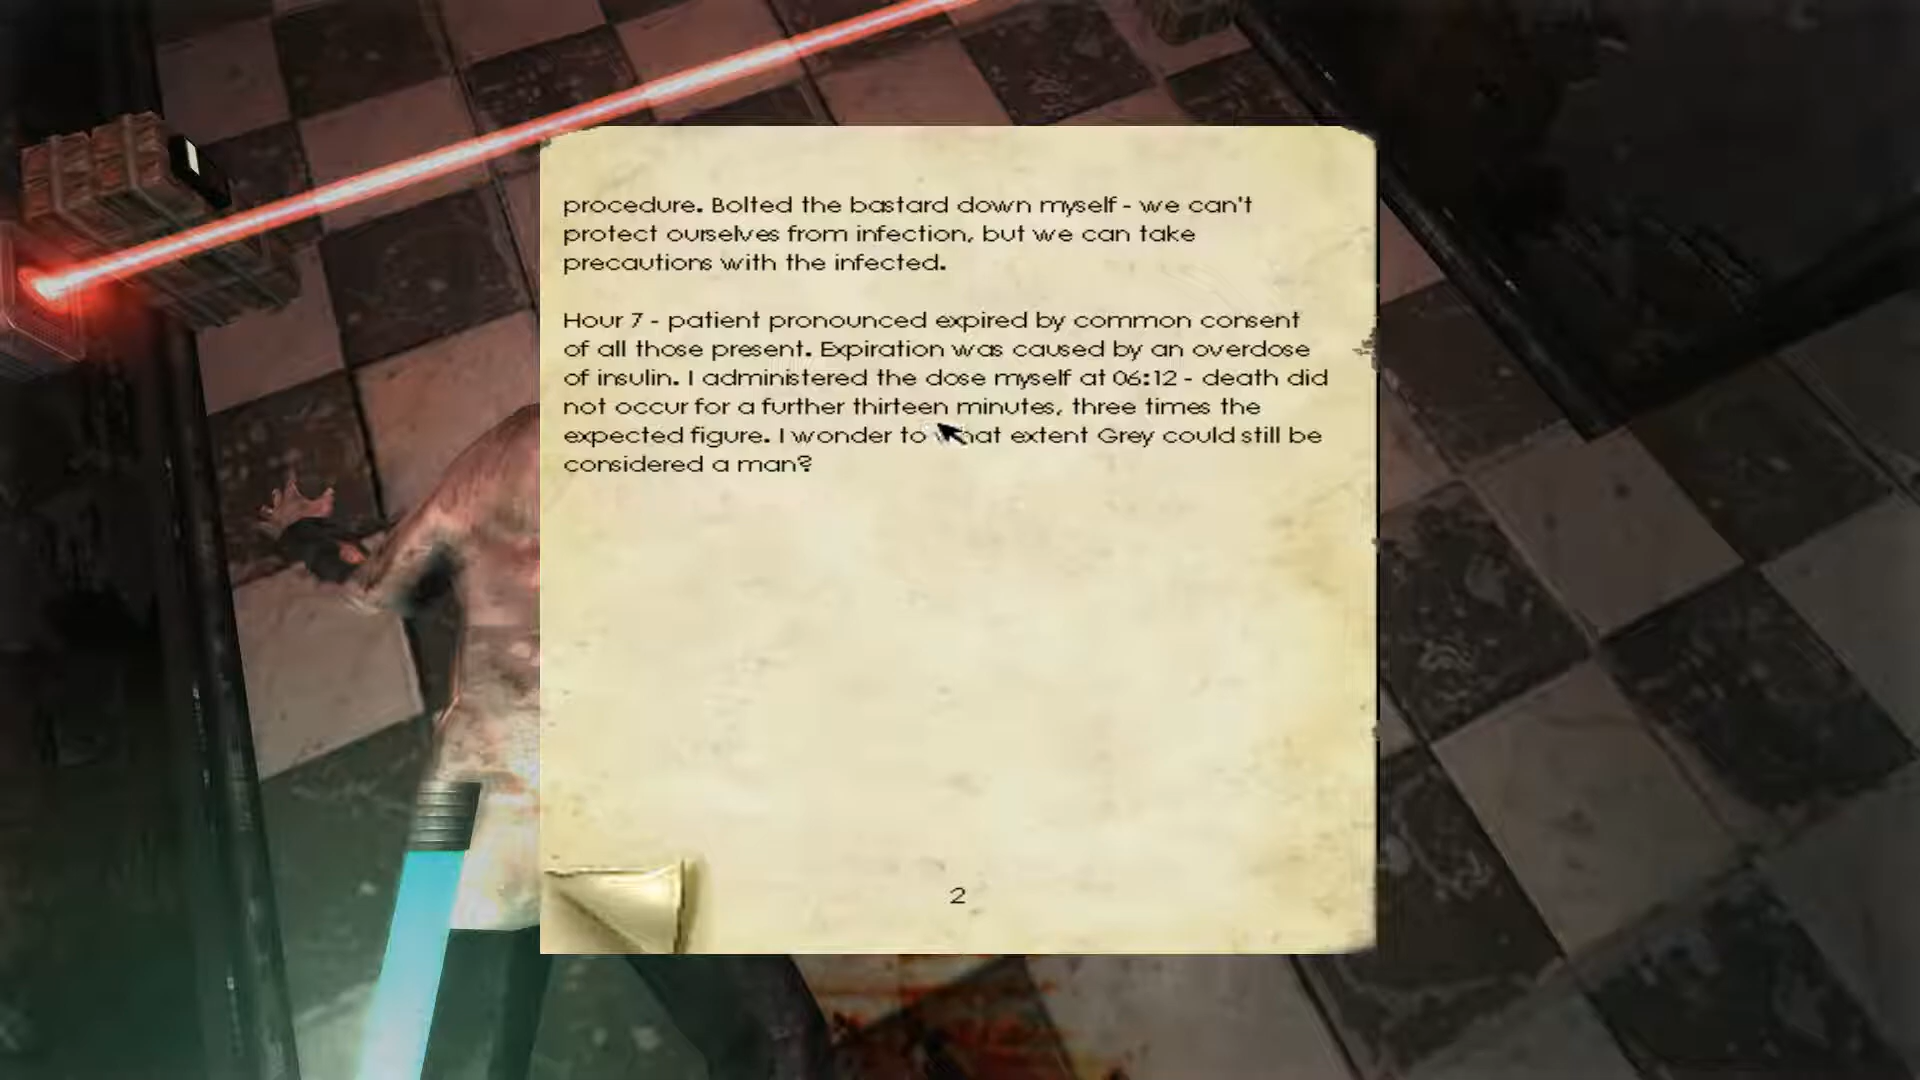 procedure. Bolted the bastard down myself - we can't
protect ourselves from infection, but we can take
precautions with the infected.
Hour 7 - patient pronounced expired by common consent
of all those present. Expiration was caused by an overdose
of insulin. I administered the dose myself at 06:12 - death did
not occur for a further thirteen minutes, three times the
expected figure. I wonder to what extent Grey could still be
considered a man?
2